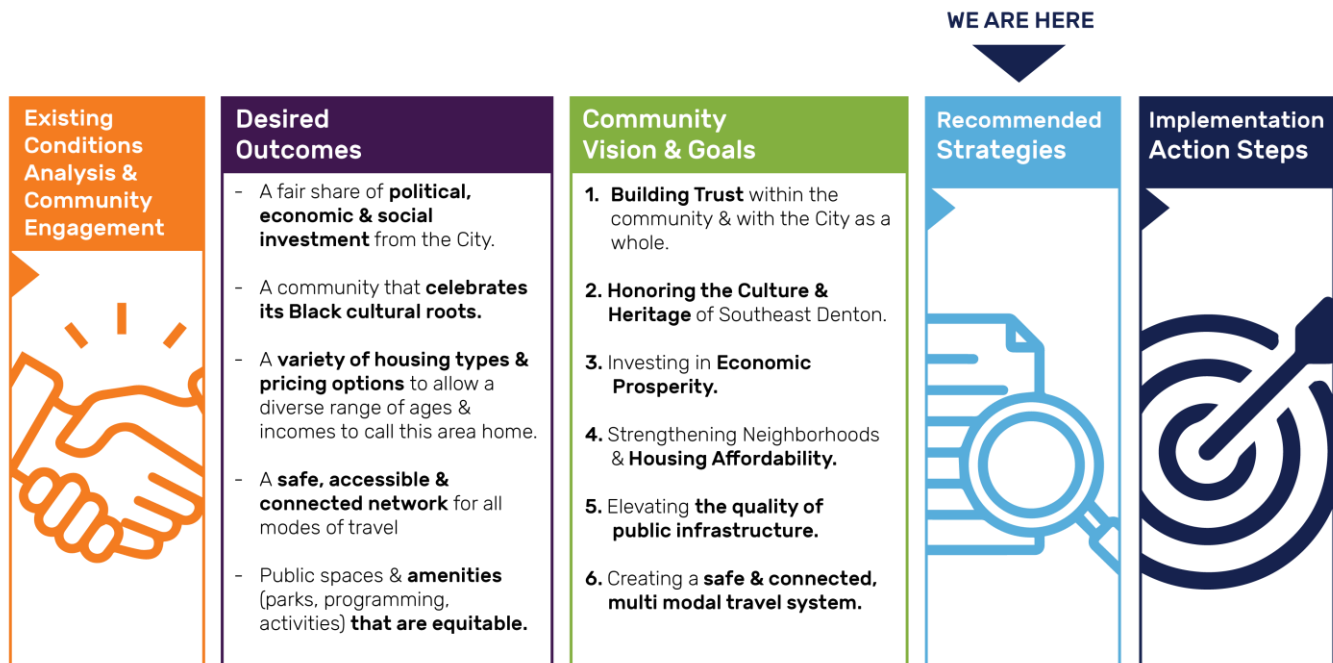 WE ARE HERE
Existing
Conditions
Analysis &
Community
Engagement
Desired
Outcomes
- A fair share of political,
economic & social
investment from the City.
- A community that celebrates
its Black cultural roots.
- A variety of housing types &
pricing options to allow a
diverse range of ages &
incomes to call this area home.
- A safe, accessible &
connected network for all
modes of travel
- Public spaces & amenities
(parks, programming,
activities) that are equitable.
Community
Vision & Goals
1. Building Trust within the
community & with the City as a
whole.
2. Honoring the Culture &
Heritage of Southeast Denton.
3. Investing in Economic
Prosperity.
4. Strengthening Neighborhoods
& Housing Affordability.
5. Elevating the quality of
public infrastructure.
6. Creating a safe & connected,
multi modal travel system.
Recommended
Strategies
Implementation
Action Steps